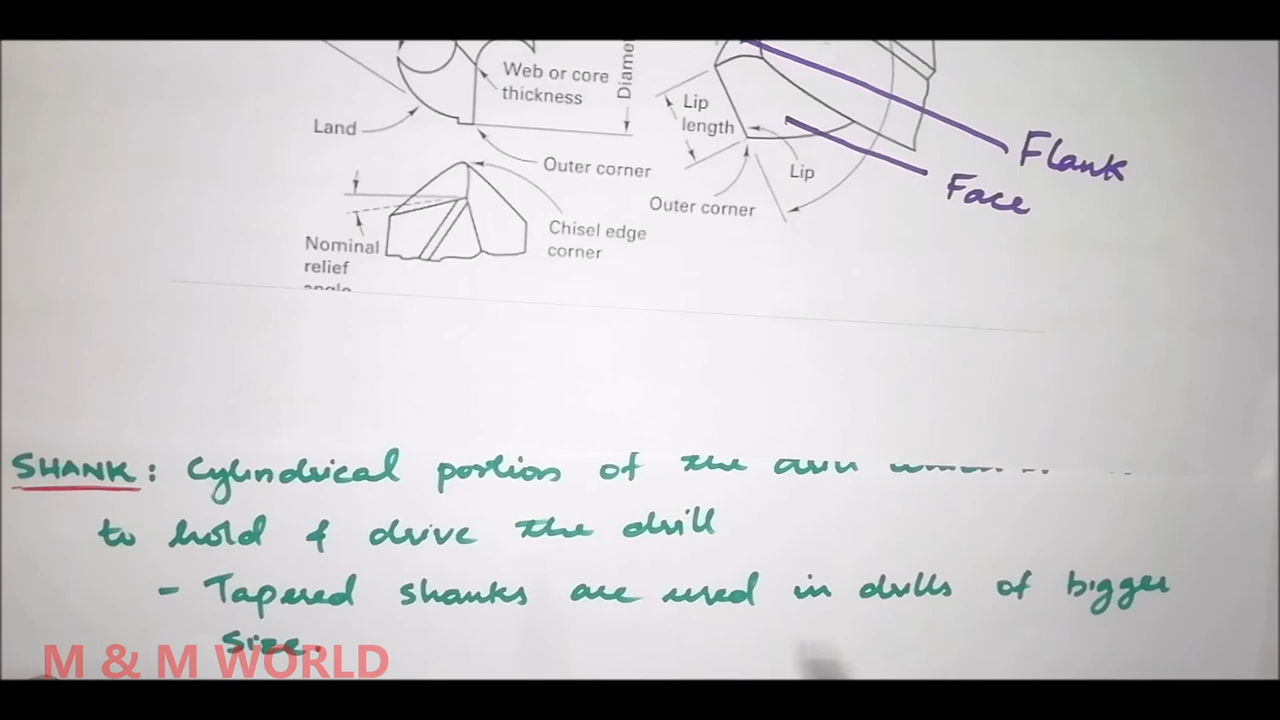 Web or core
thickness
Diame
Land
Outer corner
Chisel edge
corner
Nominal
relief
Lip
length
Lip
Outer corner
Flank
Face
SHANK: Cylindrical portion of the
to hold & drive the drill
- Tapered shanks are used in drills of bigger
size.
M & M WORLD